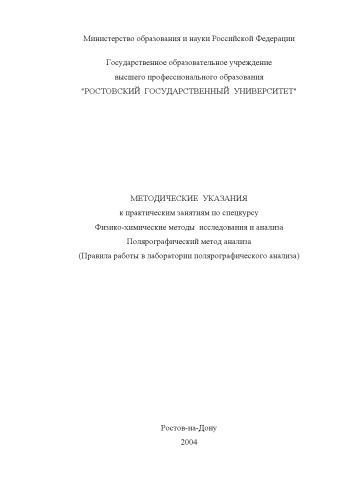 Министерство образования и науки Российской Федерации
Государственное образовательное учреждение
высшего профессионального образования
"РОСТОВСКИЙ ГОСУДАРСТВЕННЫЙ УНИВЕРСИТЕТ"
МЕТОДИЧЕСКИЕ УКАЗАНИЯ
к практическим занятиям по спецкурсу
Физико-химические методы исследования и анализа
Полярографический метод анализа
(Правила работы в лаборатории полярографического анализа)
Ростов-на-Дону
2004